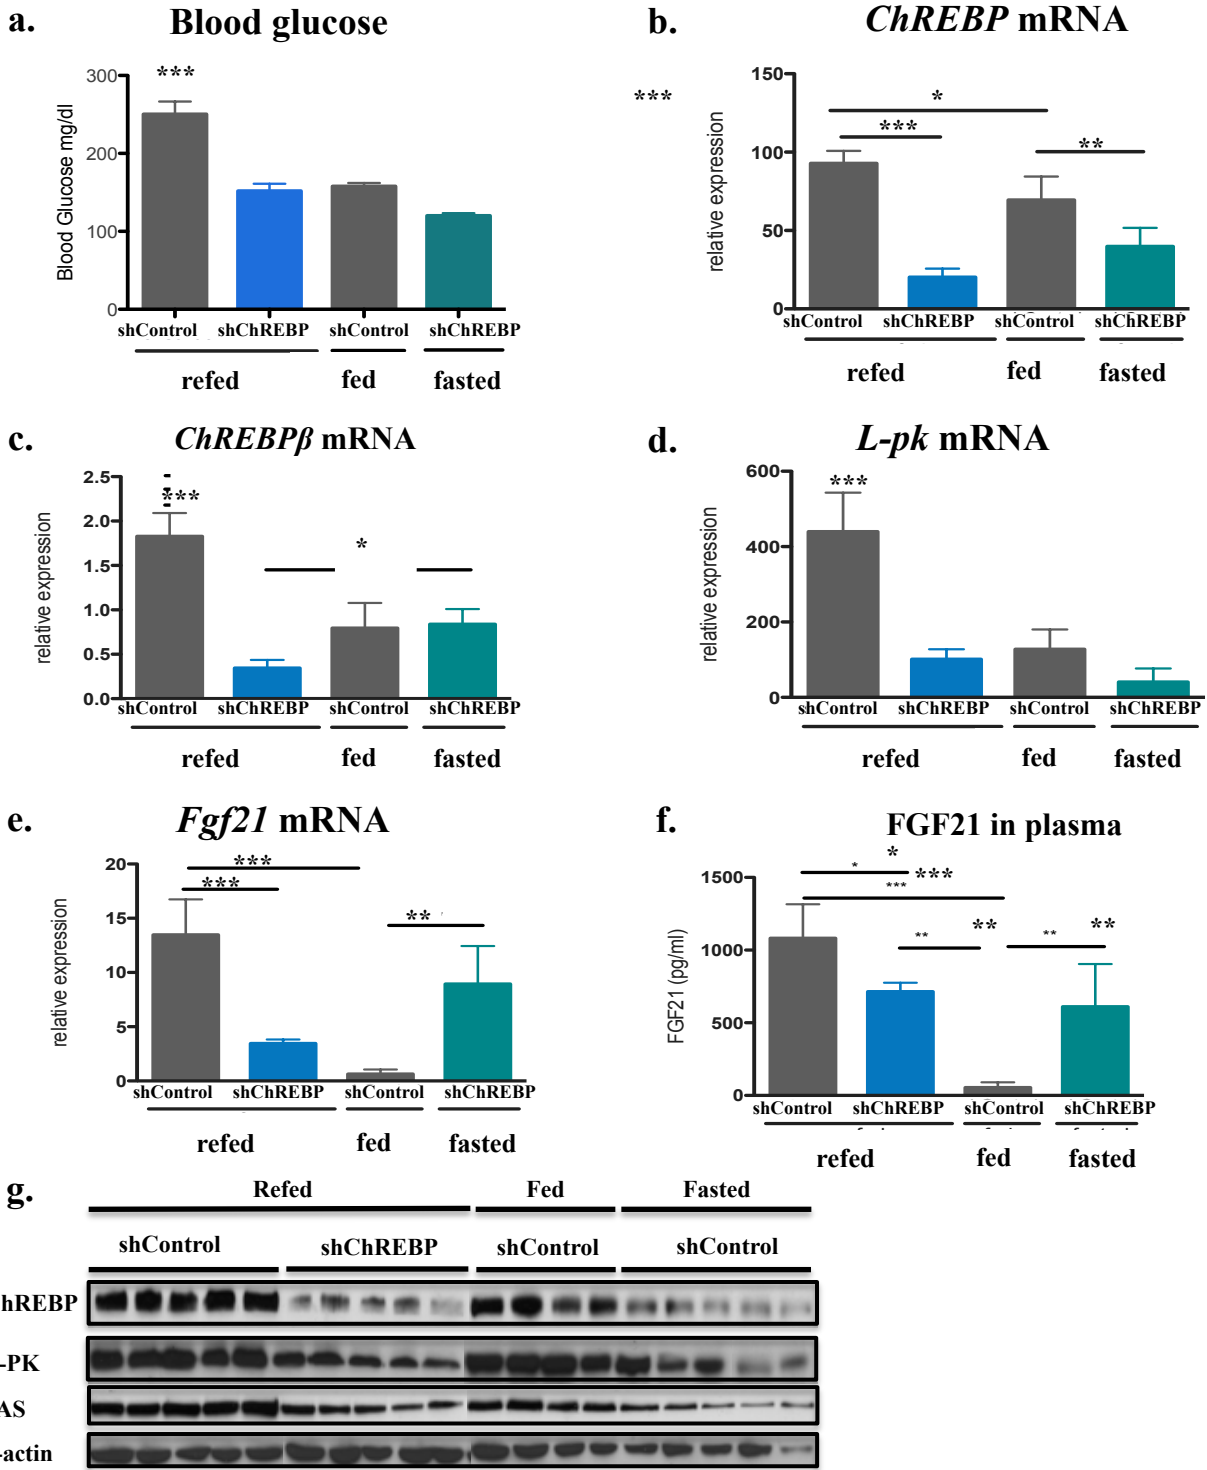 a.
Blood glucose
***
300
200
100
0
Blood Glucose mg/dl
shControl shChREBP shControl shChREBP
refed fed fasted
b.
ChREBP mRNA
***
150
100
50
0
relative expression
*
***
**
shControl shChREBP shControl shChREBP
refed fed fasted
c.
ChREBPβ mRNA
2.5
2.0
1.5
1.0
0.5
0.0
relative expression
***
*
shControl shChREBP shControl shChREBP
refed fed fasted
d.
L-pk mRNA
600
400
200
0
relative expression
***
shControl shChREBP shControl shChREBP
refed fed fasted
e.
Fgf21 mRNA
20
15
10
5
0
relative expression
***
***
**
shControl shChREBP shControl shChREBP
refed fed fasted
f.
FGF21 in plasma
1500
1000
500
0
FGF21 (pg/ml)
* *
*** ***
** **
** **
shControl shChREBP shControl shChREBP
refed fed fasted
g.
Refed Fed Fasted
shControl shChREBP shControl shControl
hREBP
-PK
AS
-actin